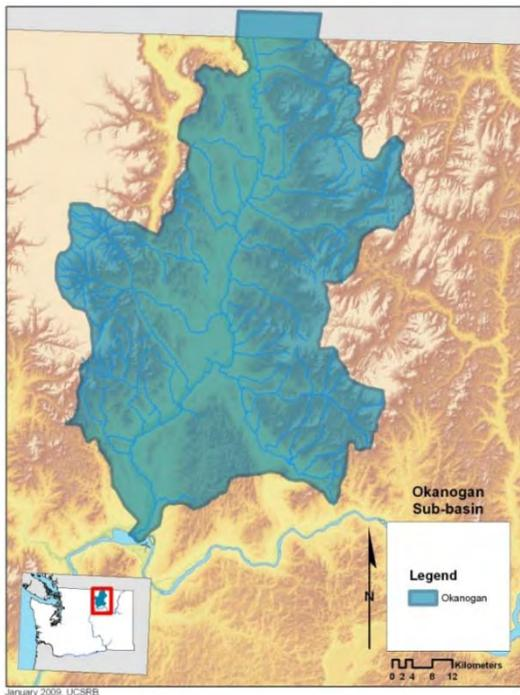 Okanogan
Sub-basin
Legend
Okanogan
N
Kilometers
0 2 4 8 12
January 2009 UCSRB